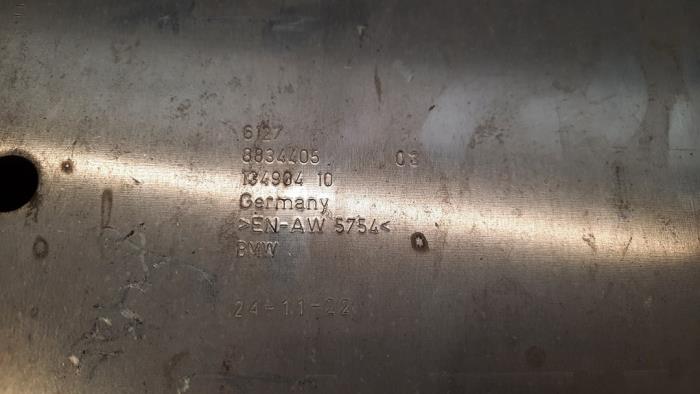 6127
8834405 03
134904 10
Germany
>EN-AW 5754<
BMW
24-11-22